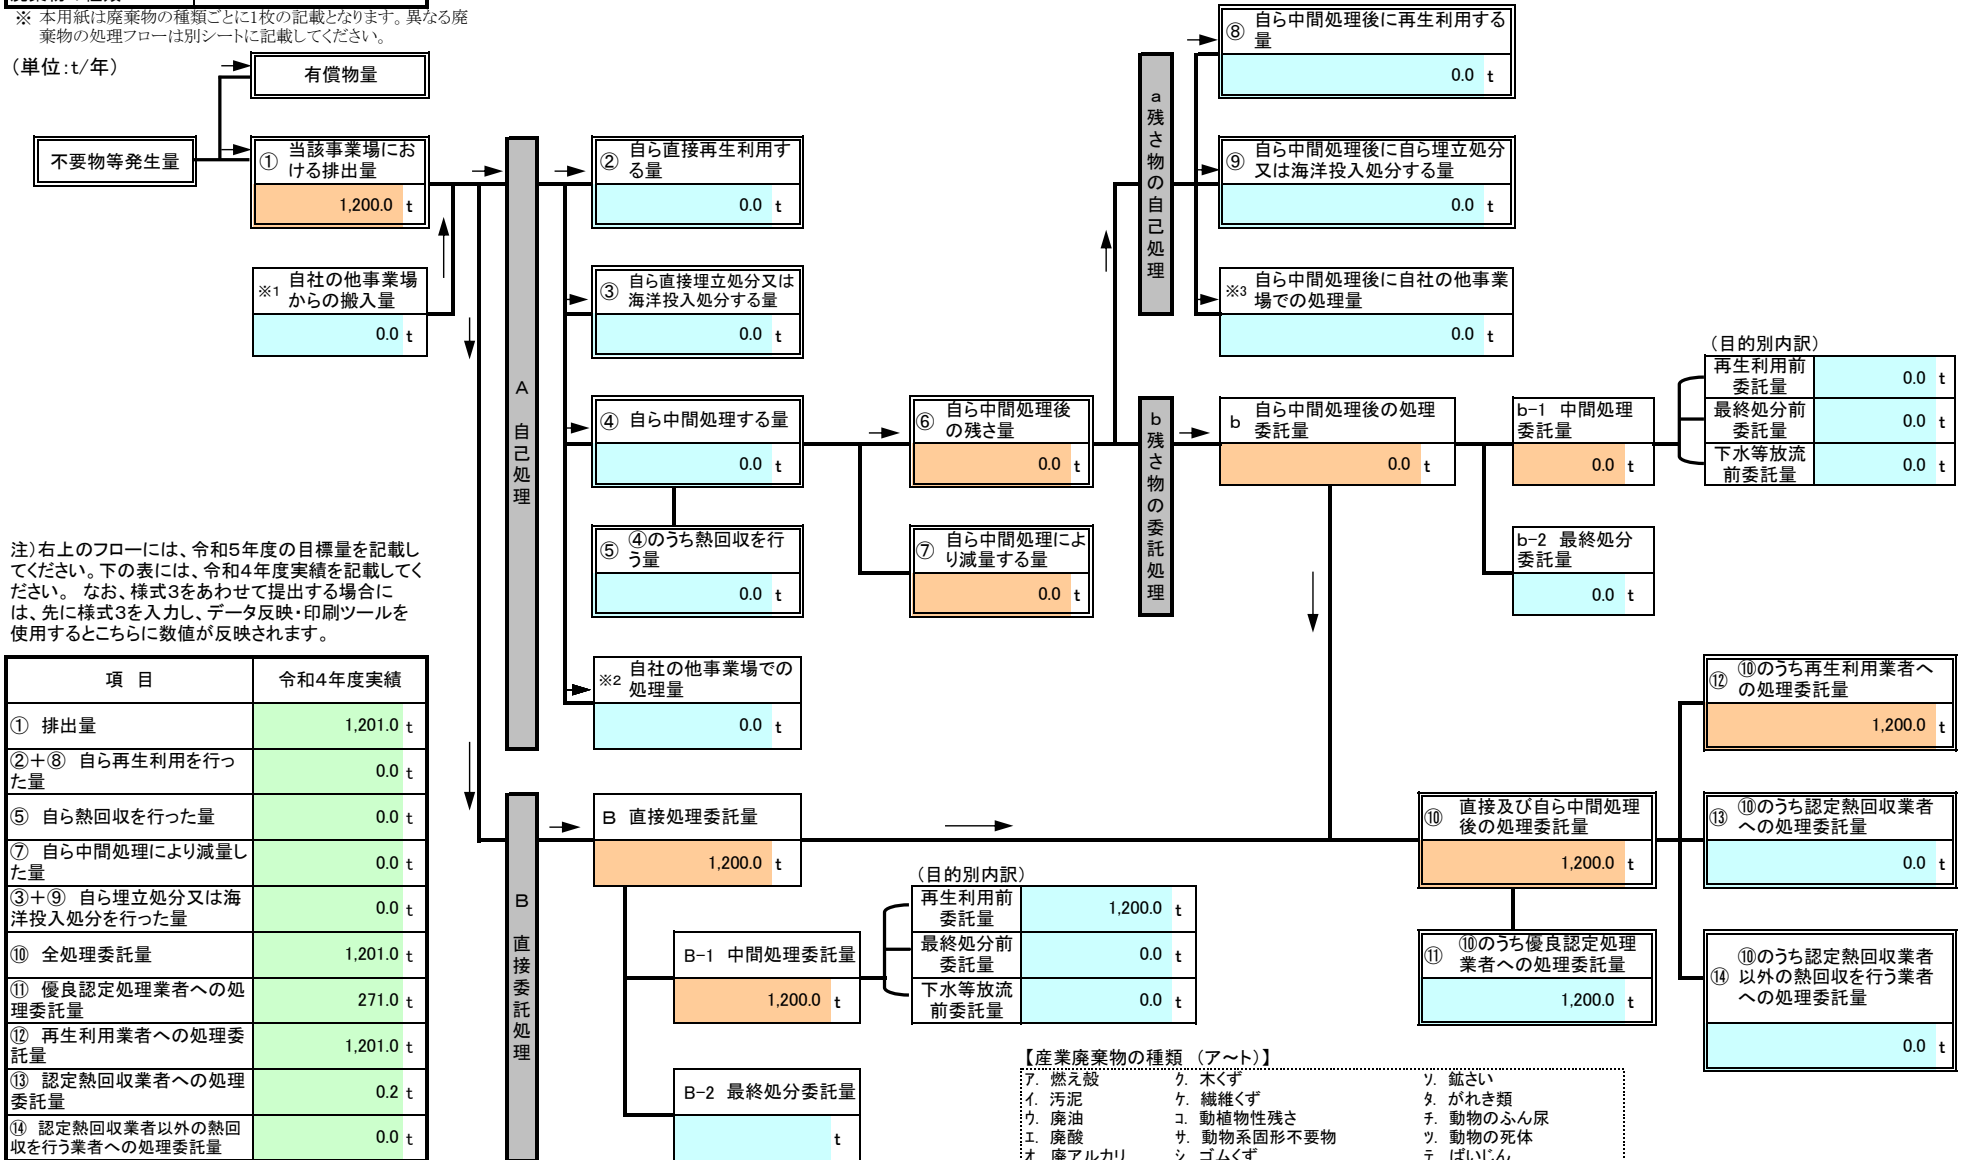 ※ 本用紙は廃棄物の種類ごとに1枚の記載となります。異なる廃
棄物の処理フローは別シートに記載してください。
(単位:t/年)
有償物量
不要物等発生量
① 当該事業場にお
ける排出量
1,200.0 t
※1 自社の他事業場
からの搬入量
0.0 t
A 自己処理
② 自ら直接再生利用す
る量
0.0 t
③ 自ら直接埋立処分又は
海洋投入処分する量
0.0 t
④ 自ら中間処理する量
0.0 t
⑤ ④のうち熱回収を行
う量
0.0 t
※2 自社の他事業場での
処理量
0.0 t
⑥ 自ら中間処理後
の残さ量
0.0 t
⑦ 自ら中間処理によ
り減量する量
0.0 t
a 残さ物の自己処理
⑧ 自ら中間処理後に再生利用する
量
0.0 t
⑨ 自ら中間処理後に自ら埋立処分
又は海洋投入処分する量
0.0 t
※3 自ら中間処理後に自社の他事業
場での処理量
0.0 t
b 残さ物の委託処理
b 自ら中間処理後の処理
委託量
0.0 t
b-1 中間処理
委託量
0.0 t
b-2 最終処分
委託量
0.0 t
(目的別内訳)
再生利用前
委託量
0.0 t
最終処分前
委託量
0.0 t
下水等放流
前委託量
0.0 t
注)右上のフローには、令和5年度の目標量を記載し
てください。下の表には、令和4年度実績を記載してく
ださい。 なお、様式3をあわせて提出する場合に
は、先に様式3を入力し、データ反映・印刷ツールを
使用するとこちらに数値が反映されます。
項 目 令和4年度実績
① 排出量 1,201.0 t
②+⑧ 自ら再生利用を行っ
た量 0.0 t
⑤ 自ら熱回収を行った量 0.0 t
⑦ 自ら中間処理により減量し
た量 0.0 t
③+⑨ 自ら埋立処分又は海
洋投入処分を行った量 0.0 t
⑩ 全処理委託量 1,201.0 t
⑪ 優良認定処理業者への処
理委託量 271.0 t
⑫ 再生利用業者への処理委
託量 1,201.0 t
⑬ 認定熱回収業者への処理
委託量 0.2 t
⑭ 認定熱回収業者以外の熱回
収を行う業者への処理委託量 0.0 t
B 直接委託処理
B 直接処理委託量
1,200.0 t
B-1 中間処理委託量
1,200.0 t
B-2 最終処分委託量
t
(目的別内訳)
再生利用前
委託量
1,200.0 t
最終処分前
委託量
0.0 t
下水等放流
前委託量
0.0 t
⑩ 直接及び自ら中間処理
後の処理委託量
1,200.0 t
⑪ ⑩のうち優良認定処理
業者への処理委託量
1,200.0 t
⑫ ⑩のうち再生利用業者へ
の処理委託量
1,200.0 t
⑬ ⑩のうち認定熱回収業者
への処理委託量
0.0 t
⑭ ⑩のうち認定熱回収業者
以外の熱回収を行う業者
への処理委託量
0.0 t
【産業廃棄物の種類 (ア~ト)】
ア. 燃え殻 ク. 木くず ソ. 鉱さい
イ. 汚泥 ケ. 繊維くず タ. がれき類
ウ. 廃油 コ. 動植物性残さ チ. 動物のふん尿
エ. 廃酸 サ. 動物系固形不要物 ツ. 動物の死体
オ. 廃アルカリ シ. ゴムくず テ. ばいじん